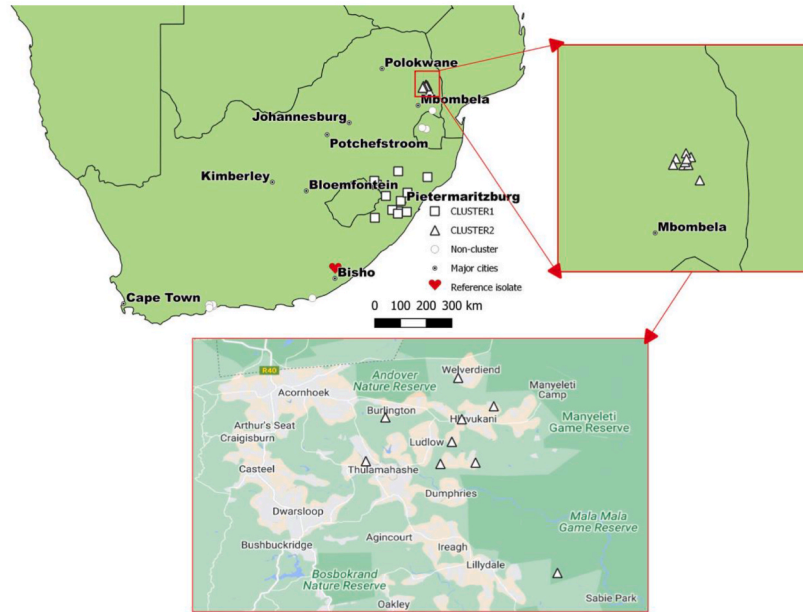 Polokwane
Mbombela
Johannesburg
Potchefstroom
Kimberley
Bloemfontein
Pietermaritzburg
CLUSTER1
CLUSTER2
Non-cluster
Major cities
Reference isolate
Bisho
Cape Town
0 100 200 300 km
Mbombela
R40
Welverdiend
Andover
Nature Reserve
Manyeleti
Camp
Acornhoek
Burlington
Hluvukani
Manyeleti
Game Reserve
Arthur's Seat
Craigisburn
Ludlow
Casteel
Thulamahashe
Dumphries
Dwarsloop
Mala Mala
Game Reserve
Agincourt
Bushbuckridge
Ireagh
Lillydale
Bosbokrand
Nature Reserve
Oakley
Sabie Park